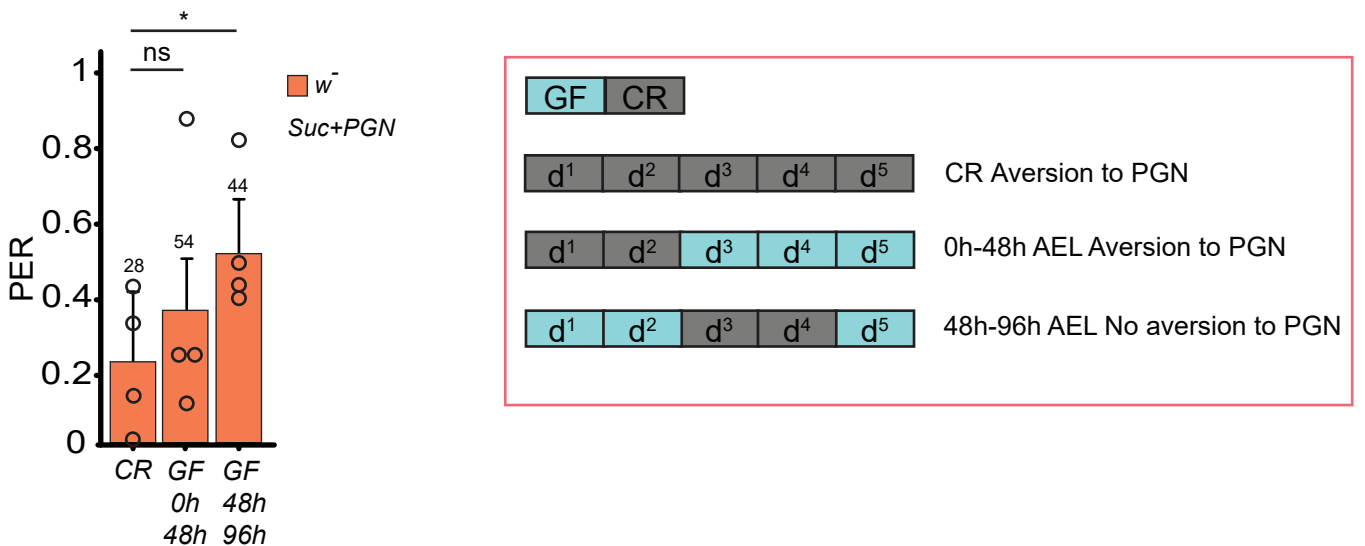 *
ns
1
0.8
0.6
0.4
0.2
0
PER
28
54
44
w-
Suc+PGN
CR GF GF
0h 48h
48h 96h
GF CR
d1 d2 d3 d4 d5 CR Aversion to PGN
d1 d2 d3 d4 d5 0h-48h AEL Aversion to PGN
d1 d2 d3 d4 d5 48h-96h AEL No aversion to PGN